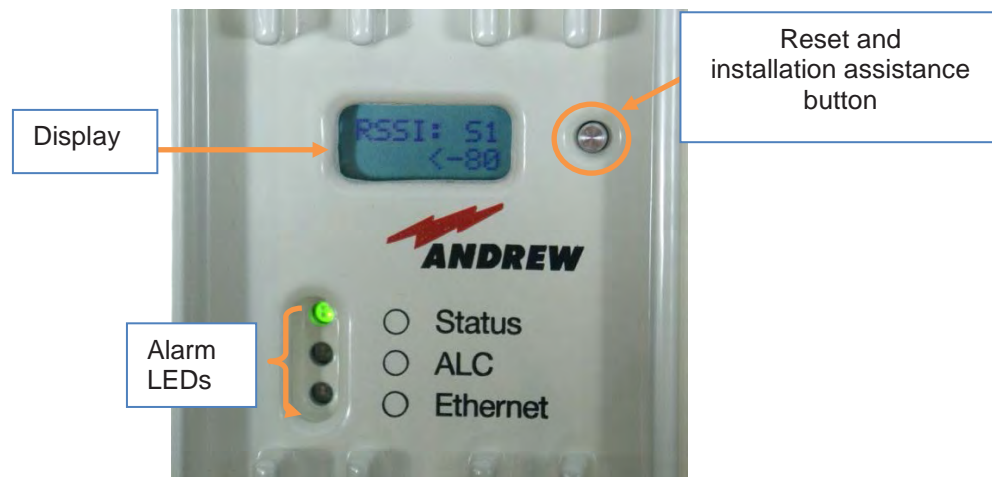 Reset and
installation assistance
button
Display
RSSI: S1
<-80
ANDREW
Alarm
LEDs
Status
ALC
Ethernet